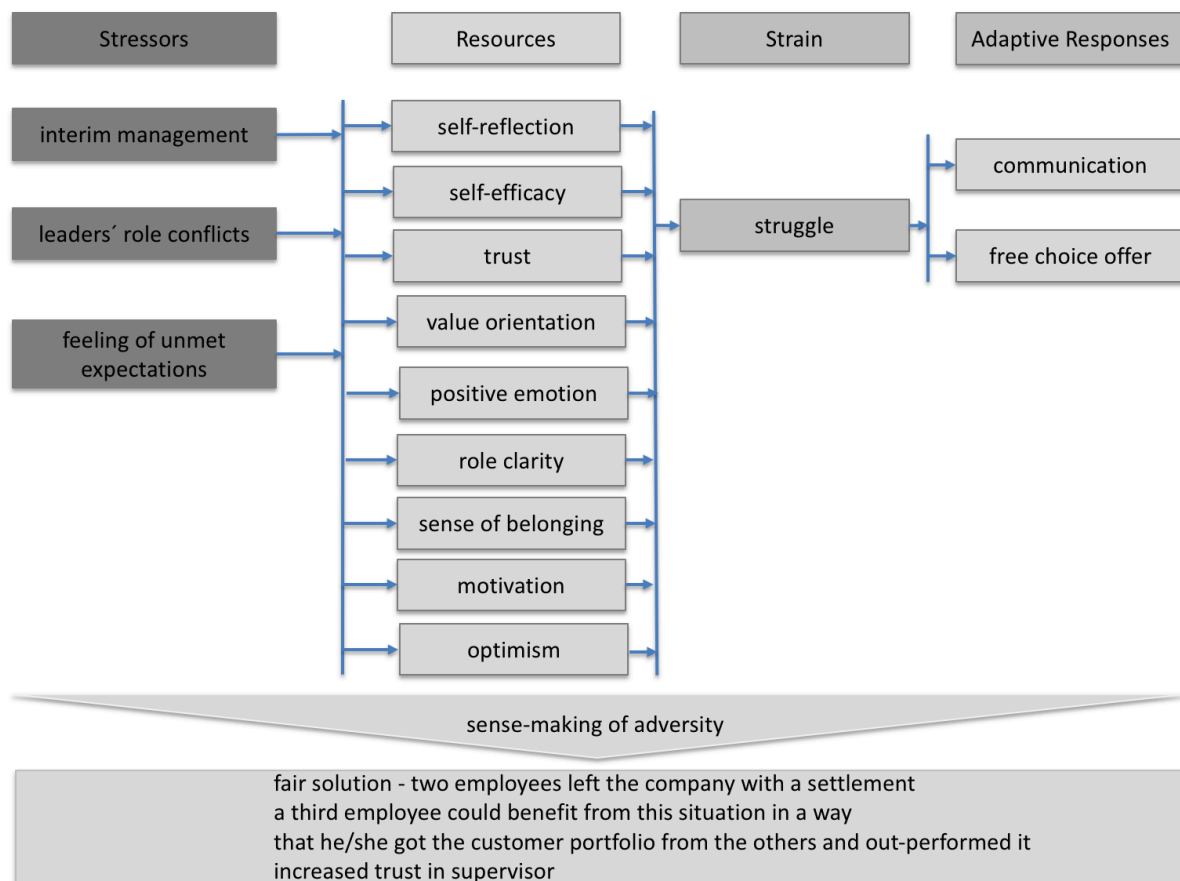 Stressors
Resources
Strain
Adaptive Responses
interim management
leaders´ role conflicts
feeling of unmet
expectations
self-reflection
self-efficacy
trust
value orientation
positive emotion
role clarity
sense of belonging
motivation
optimism
struggle
communication
free choice offer
sense-making of adversity
fair solution - two employees left the company with a settlement
a third employee could benefit from this situation in a way
that he/she got the customer portfolio from the others and out-performed it
increased trust in supervisor